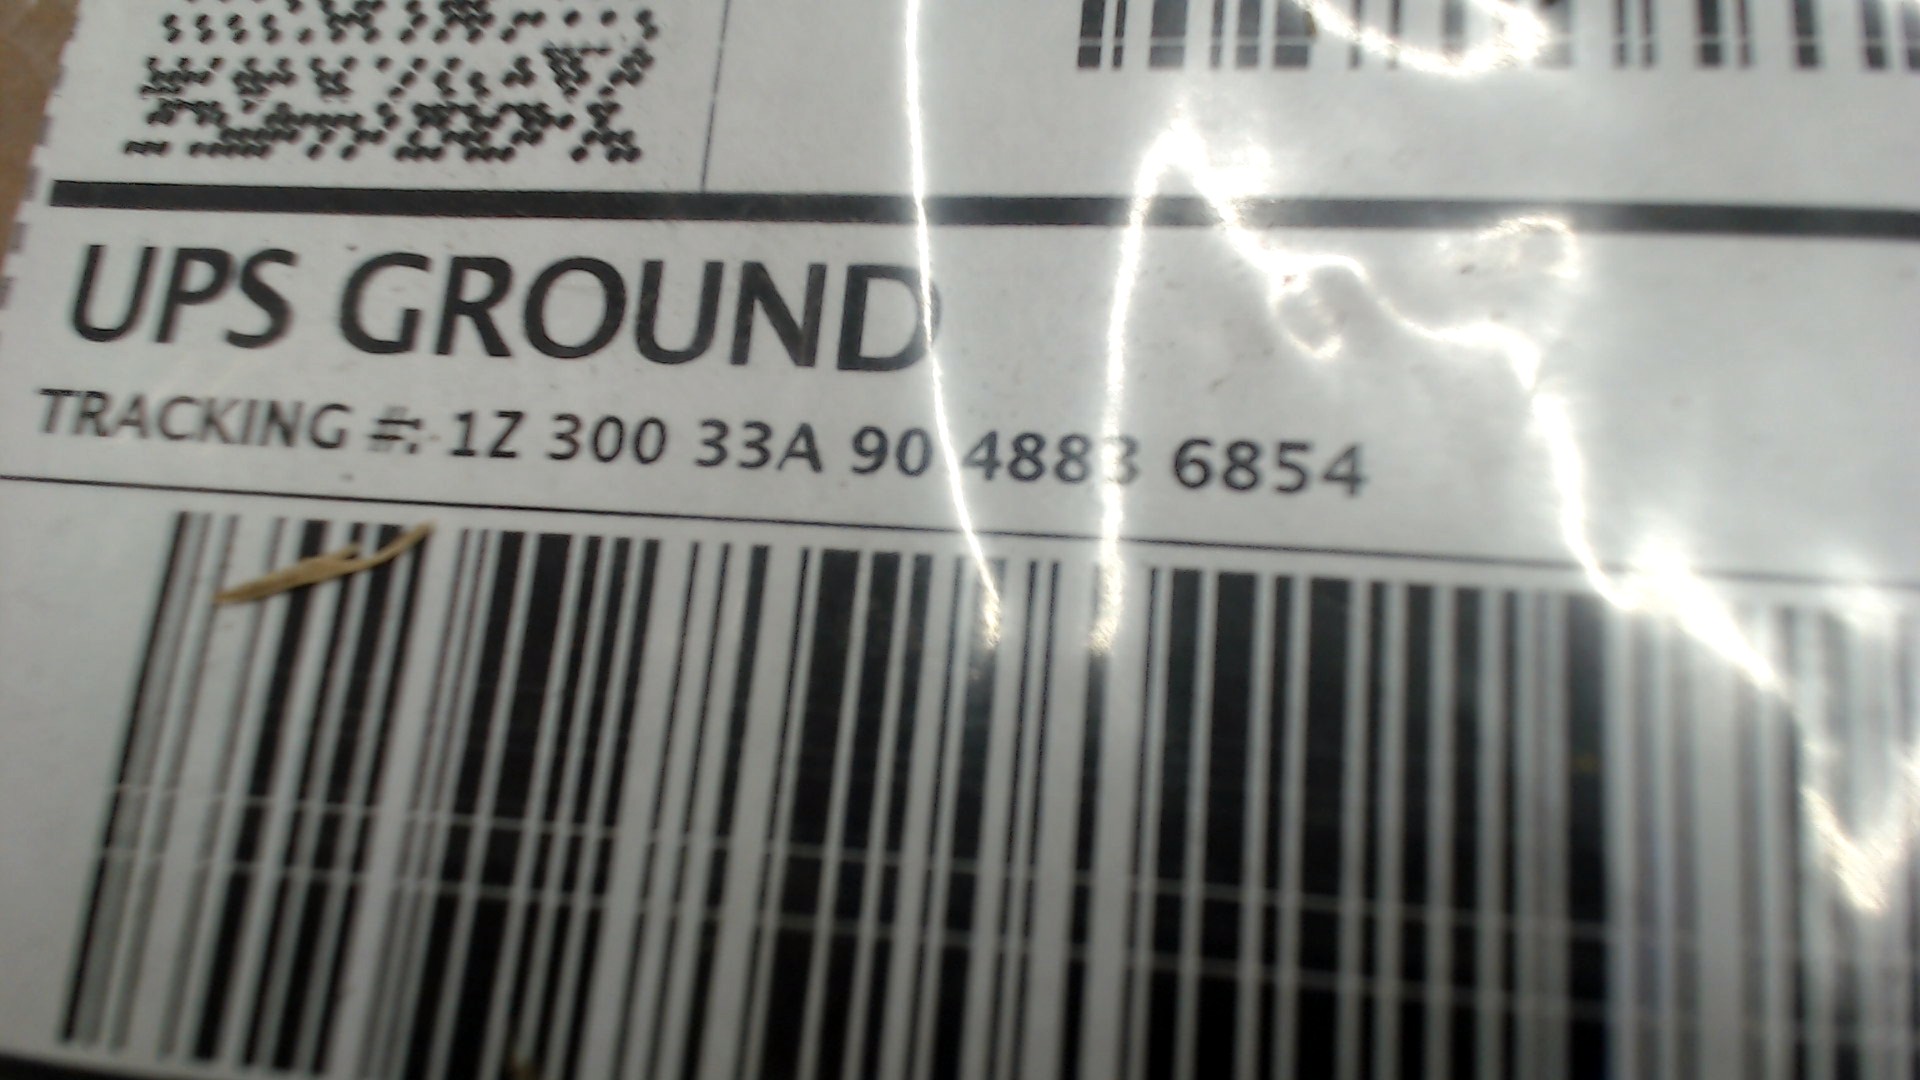 UPS GROUND
TRACKING #: 1Z 300 33A 90 4883 6854